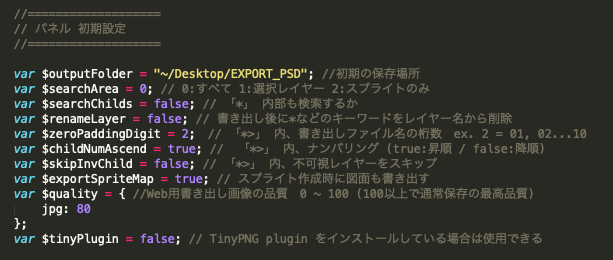 //===================
// パネル 初期設定
//===================
var $outputFolder = "~/Desktop/EXPORT_PSD"; //初期の保存場所
var $searchArea = 0; // 0:すべて 1:選択レイヤー 2:スプライトのみ
var $searchChilds = false; // 「*」 内部も検索するか
var $renameLayer = false; // 書き出し後に*などのキーワードをレイヤー名から削除
var $zeroPaddingDigit = 2; // 「*>」 内、書き出しファイル名の桁数 ex. 2 = 01, 02...10
var $childNumAscend = true; // 「*>」 内、ナンバリング (true:昇順 / false:降順)
var $skipInvChild = false; // 「*>」 内、不可視レイヤーをスキップ
var $exportSpriteMap = true; // スプライト作成時に図面も書き出す
var $quality = { //Web用書き出し画像の品質 0 ~ 100 (100以上で通常保存の最高品質)
    jpg: 80
};
var $tinyPlugin = false; // TinyPNG plugin をインストールしている場合は使用できる